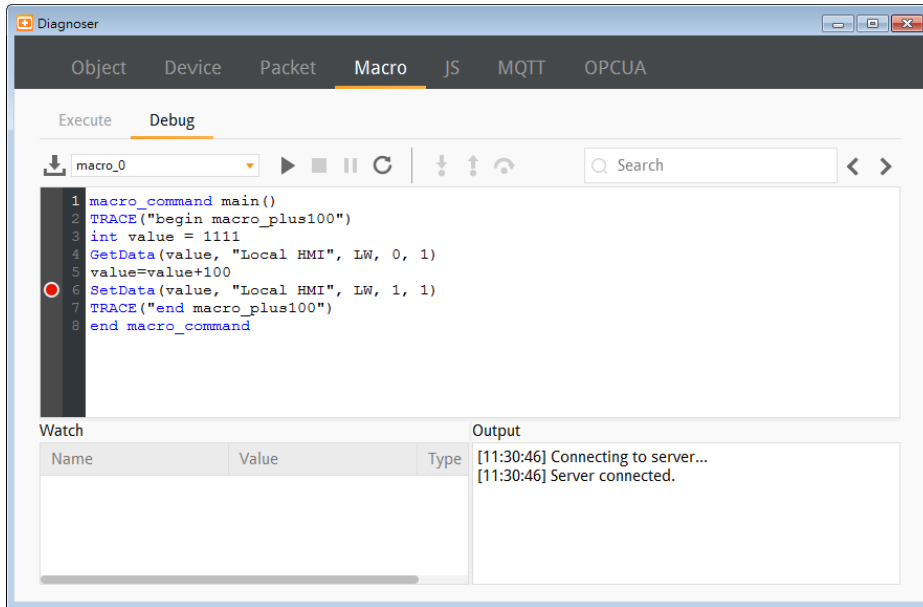 Diagnoser
Object Device Packet Macro JS MQTT OPCUA
Execute Debug
macro_0 Search
1 macro_command main()
2 TRACE("begin macro_plus100")
3 int value = 1111
4 GetData(value, "Local HMI", LW, 0, 1)
5 value=value+100
6 SetData(value, "Local HMI", LW, 1, 1)
7 TRACE("end macro_plus100")
8 end macro_command
Watch
Name Value Type
Output
[11:30:46] Connecting to server...
[11:30:46] Server connected.